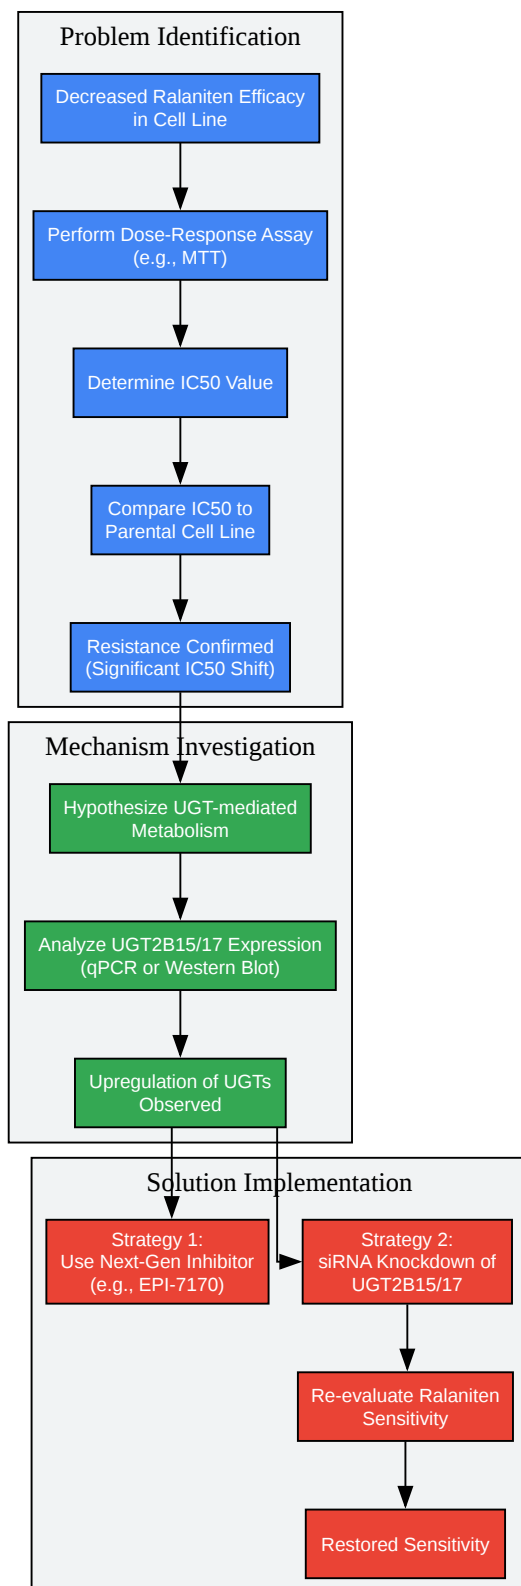 Problem Identification
Decreased Ralaniten Efficacy
in Cell Line
Perform Dose-Response Assay
(e.g., MTT)
Determine IC50 Value
Compare IC50 to
Parental Cell Line
Resistance Confirmed
(Significant IC50 Shift)
Mechanism Investigation
Hypothesize UGT-mediated
Metabolism
Analyze UGT2B15/17 Expression
(qPCR or Western Blot)
Upregulation of UGTs
Observed
Solution Implementation
Strategy 1:
Use Next-Gen Inhibitor
(e.g., EPI-7170)
Strategy 2:
siRNA Knockdown of
UGT2B15/17
Re-evaluate Ralaniten
Sensitivity
Restored Sensitivity